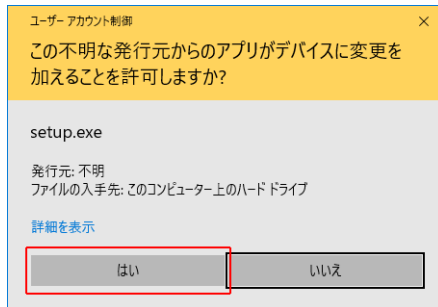 ユーザー アカウント制御
この不明な発行元からのアプリがデバイスに変更を
加えることを許可しますか?
setup.exe
発行元: 不明
ファイルの入手先: このコンピューター上のハード ドライブ
詳細を表示
はい
いいえ